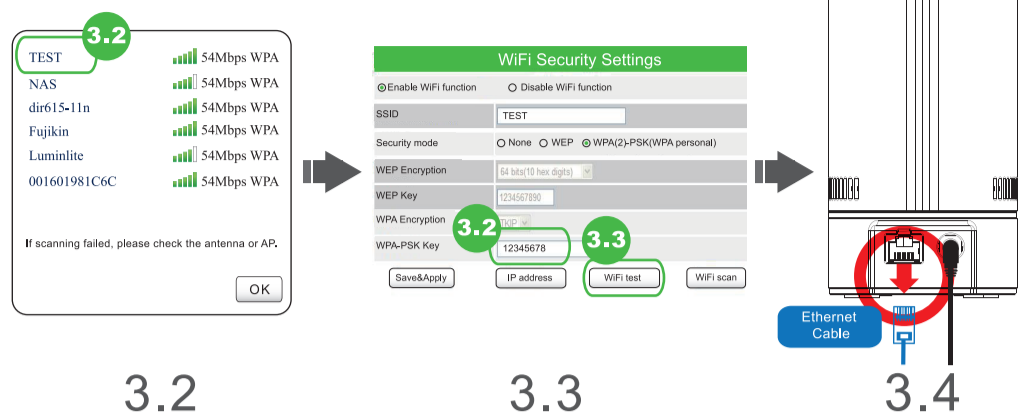 3.2
TEST 54Mbps WPA
NAS 54Mbps WPA
dir615-11n 54Mbps WPA
Fujikin 54Mbps WPA
Luminlite 54Mbps WPA
001601981C6C 54Mbps WPA
If scanning failed, please check the antenna or AP.
OK
3.2
WiFi Security Settings
Enable WiFi function Disable WiFi function
SSID TEST
Security mode None WEP WPA(2)-PSK(WPA personal)
WEP Encryption 64 bits(10 hex digits)
WEP Key 1234567890
WPA Encryption TKIP
3.2
3.3
WPA-PSK Key 12345678
Save&Apply IP address WiFi test WiFi scan
3.3
Ethernet
Cable
3.4